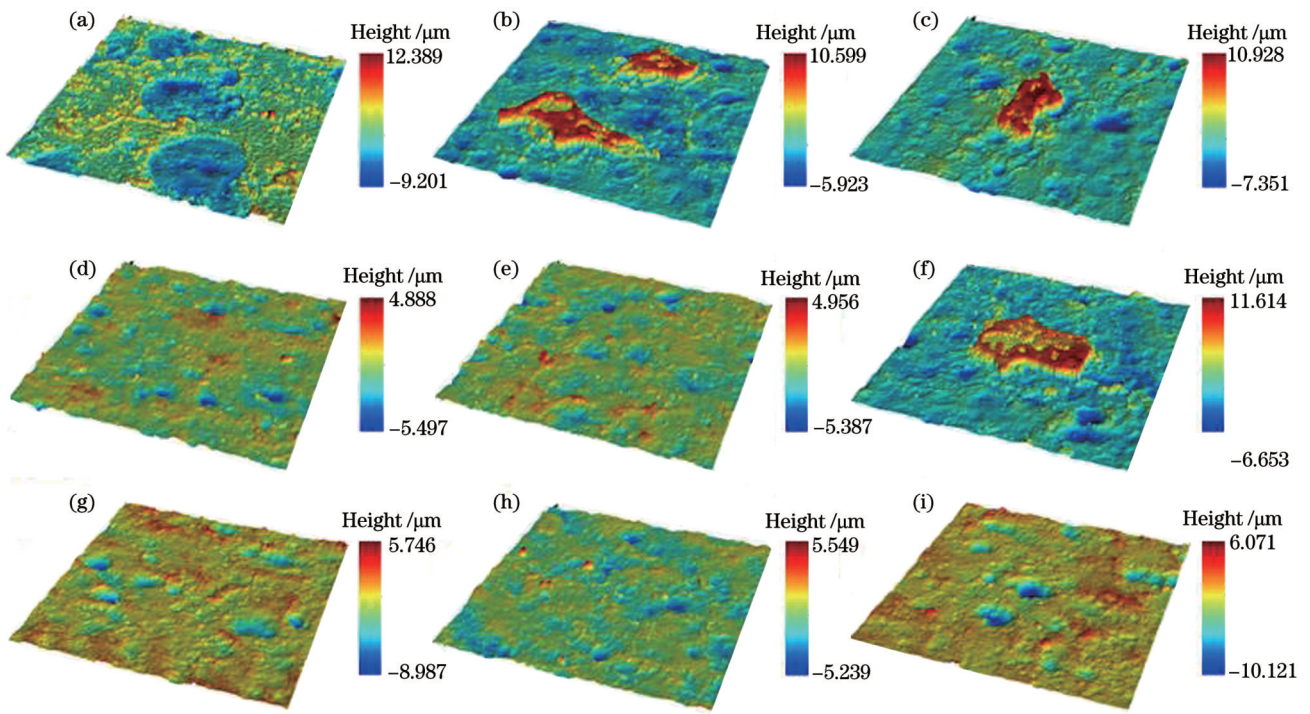 (a)
Height /μm
12.389
−9.201
(b)
Height /μm
10.599
−5.923
(c)
Height /μm
10.928
−7.351
(d)
Height /μm
4.888
−5.497
(e)
Height /μm
4.956
−5.387
(f)
Height /μm
11.614
−6.653
(g)
Height /μm
5.746
−8.987
(h)
Height /μm
5.549
−5.239
(i)
Height /μm
6.071
−10.121